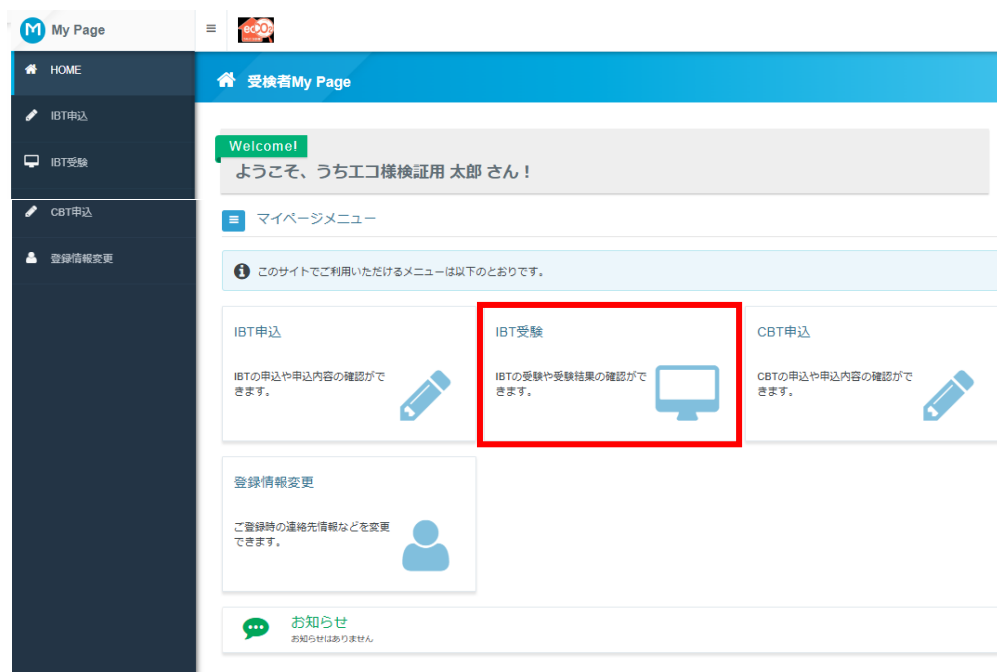 My Page
eCO2
HOME
IBT申込
IBT受験
CBT申込
登録情報変更
受検者My Page
Welcome!
ようこそ、うちエコ様検証用 太郎 さん！
マイページメニュー
このサイトでご利用いただけるメニューは以下のとおりです。
IBT申込
IBTの申込や申込内容の確認がで
きます。
IBT受験
IBTの受験や受験結果の確認がで
きます。
CBT申込
CBTの申込や申込内容の確認がで
きます。
登録情報変更
ご登録時の連絡先情報などを変更
できます。
お知らせ
お知らせはありません